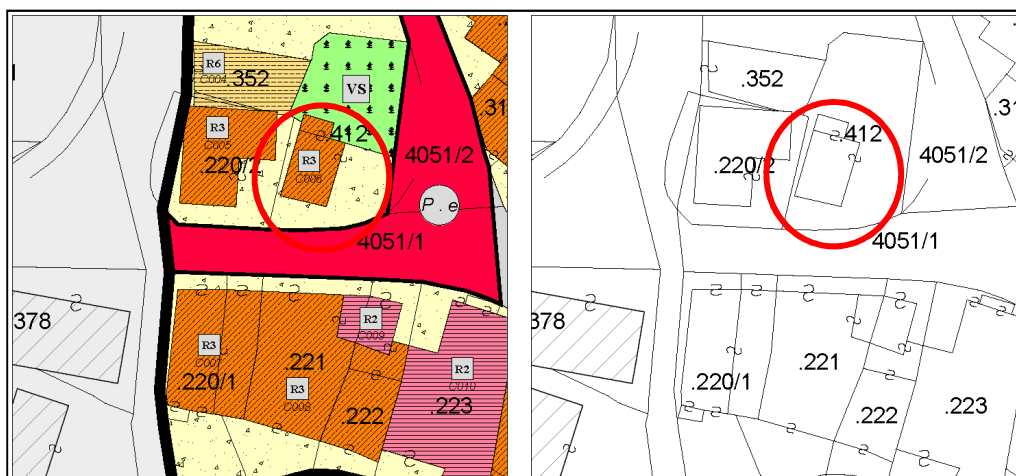 R6
C004
.352
VS
.31
R3
C005
.412
.220/2
R3
C006
4051/2
P.e
4051/1
378
R2
C009
R3
.221
.220/1
R3
C008
R2
C010
.222
.223
.352
.31
.412
.220/2
4051/2
4051/1
378
.221
.220/1
.222
.223